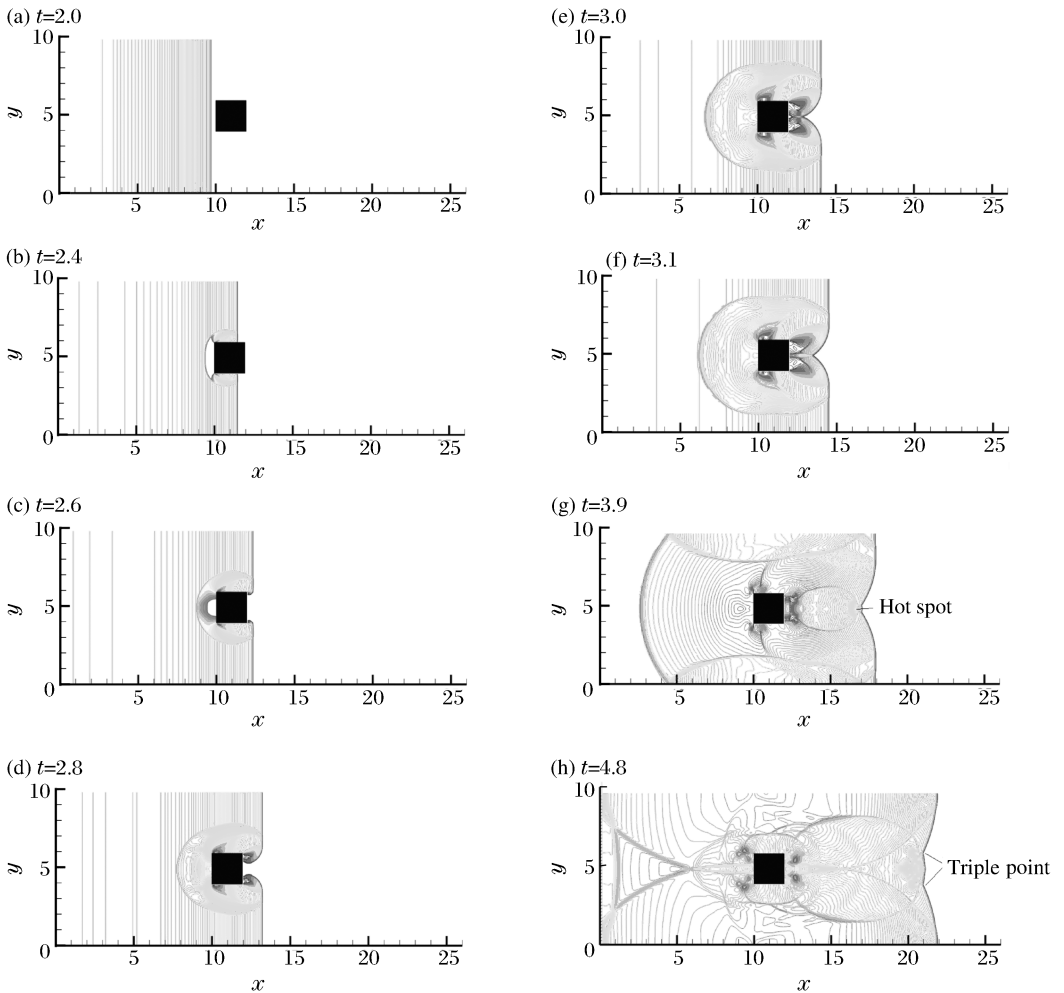 (a) t=2.0
10
y
5
0
5
10
15
20
25
x
(b) t=2.4
10
y
5
0
5
10
15
20
25
x
(c) t=2.6
10
y
5
0
5
10
15
20
25
x
(d) t=2.8
10
y
5
0
5
10
15
20
25
x
(e) t=3.0
10
y
5
0
5
10
15
20
25
x
(f) t=3.1
10
y
5
0
5
10
15
20
25
x
(g) t=3.9
10
y
5
Hot spot
0
5
10
15
20
25
x
(h) t=4.8
10
y
5
Triple point
0
5
10
15
20
25
x